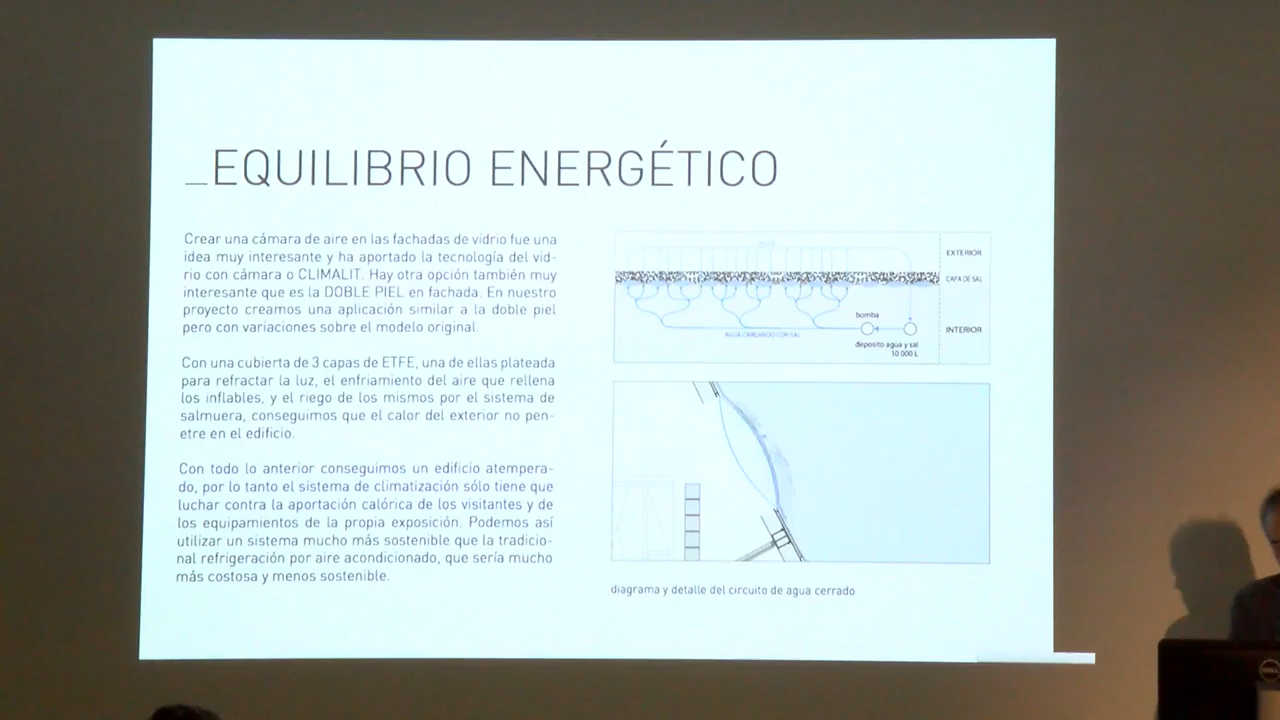 _EQUILIBRIO ENERGÉTICO
Crear una cámara de aire en las fachadas de vidrio fue una
idea muy interesante y ha aportado la tecnología del vid-
rio con cámara o CLIMALIT. Hay otra opción también muy
interesante que es la DOBLE PIEL en fachada. En nuestro
proyecto creamos una aplicación similar a la doble piel
pero con variaciones sobre el modelo original.
Con una cubierta de 3 capas de ETFE, una de ellas plateada
para refractar la luz, el enfriamiento del aire que rellena
los inflables, y el riego de los mismos por el sistema de
salmuera, conseguimos que el calor del exterior no pen-
etre en el edificio.
Con todo lo anterior conseguimos un edificio atempera-
do, por lo tanto el sistema de climatización sólo tiene que
luchar contra la aportación calórica de los visitantes y de
los equipamientos de la propia exposición. Podemos así
utilizar un sistema mucho más sostenible que la tradicio-
nal refrigeración por aire acondicionado, que sería mucho
más costosa y menos sostenible.
EXTERIOR
CAPA DE SAL
bomba
INTERIOR
AGUA CARGANDO CON SAL
deposito agua y sal
10 000 L
diagrama y detalle del circuito de agua cerrado